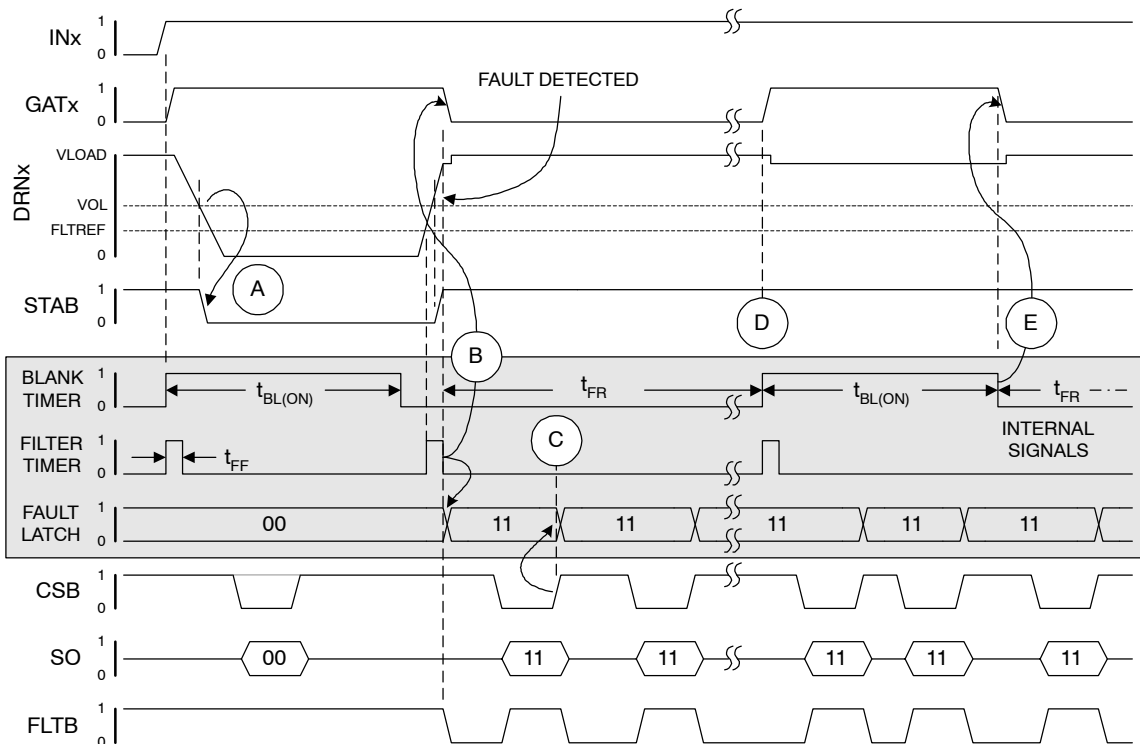 INx 1 0
GATx 1 0
FAULT DETECTED
DRNx VLOAD VOL FLTREF 0
STAB 1 0
A
D
E
B
BLANK TIMER 1 0
tBL(ON)
tFR
tBL(ON)
tFR
FILTER TIMER 1 0
tFF
C
INTERNAL SIGNALS
FAULT LATCH 1 0
00 11 11 11 11 11
CSB 1 0
SO 1 0
00 11 11 11 11 11
FLTB 1 0